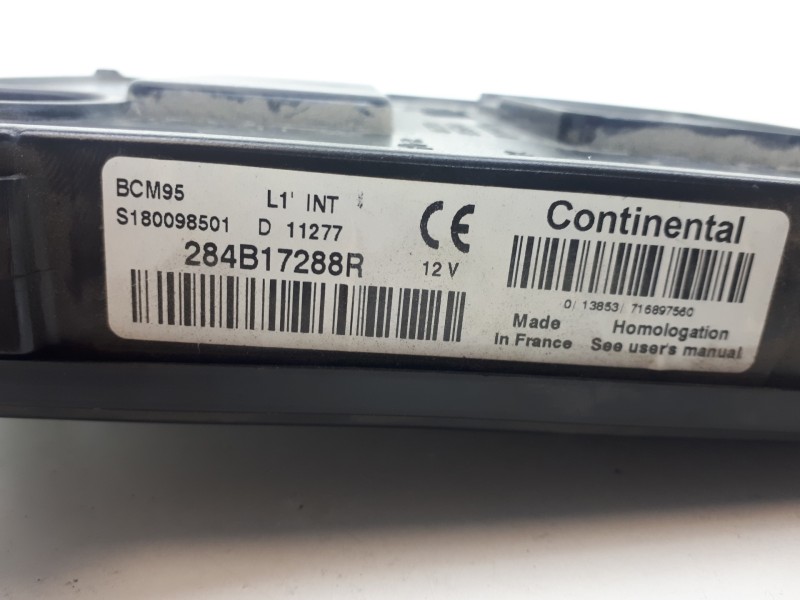 BCM95 L1' INT
S180098501 D 11277
284B17288R
CE
12 V
Continental
0/ 13853/ 716897560
Made
in France
Homologation
See user's manual